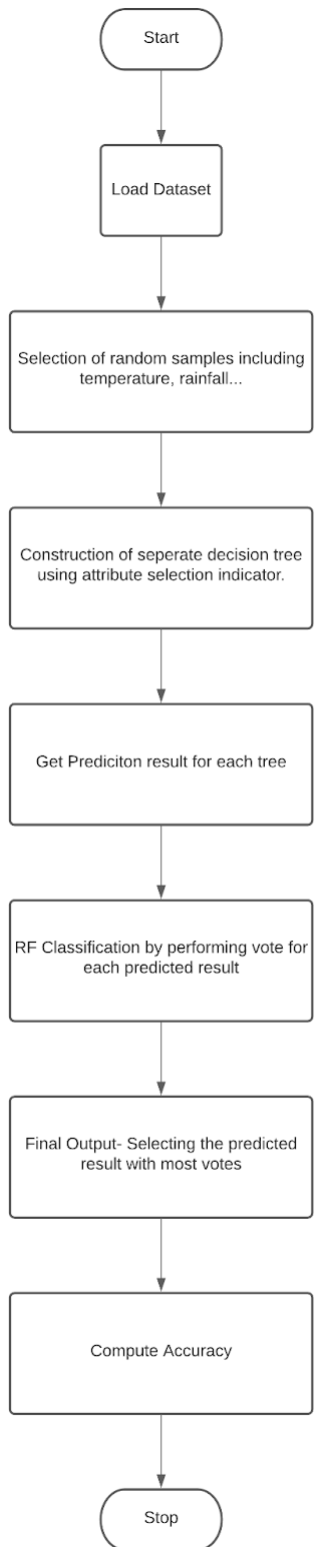 Start
Load Dataset
Selection of random samples including
temperature, rainfall...
Construction of seperate decision tree
using attribute selection indicator.
Get Prediciton result for each tree
RF Classification by performing vote for
each predicted result
Final Output- Selecting the predicted
result with most votes
Compute Accuracy
Stop